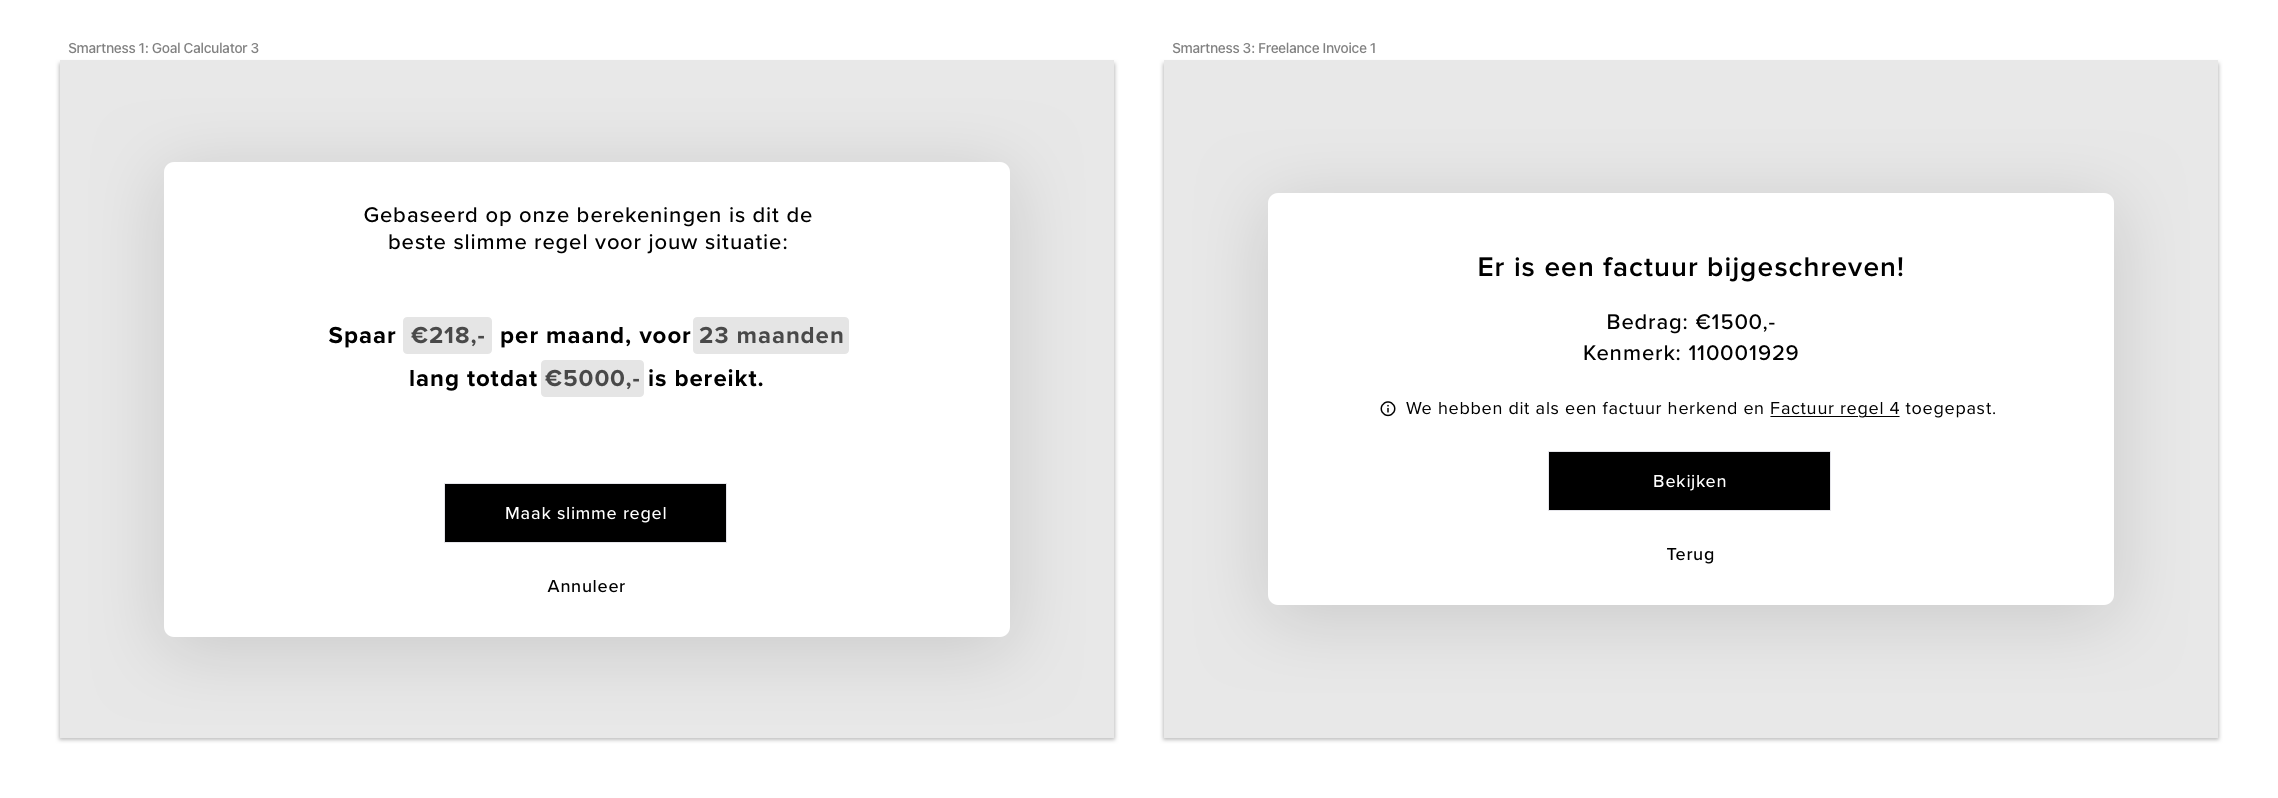 Smartness 1: Goal Calculator 3
Gebaseerd op onze berekeningen is dit de
beste slimme regel voor jouw situatie:
Spaar €218,- per maand, voor 23 maanden
lang totdat €5000,- is bereikt.
Maak slimme regel
Annuleer
Smartness 3: Freelance Invoice 1
Er is een factuur bijgeschreven!
Bedrag: €1500,-
Kenmerk: 110001929
We hebben dit als een factuur herkend en Factuur regel 4 toegepast.
Bekijken
Terug